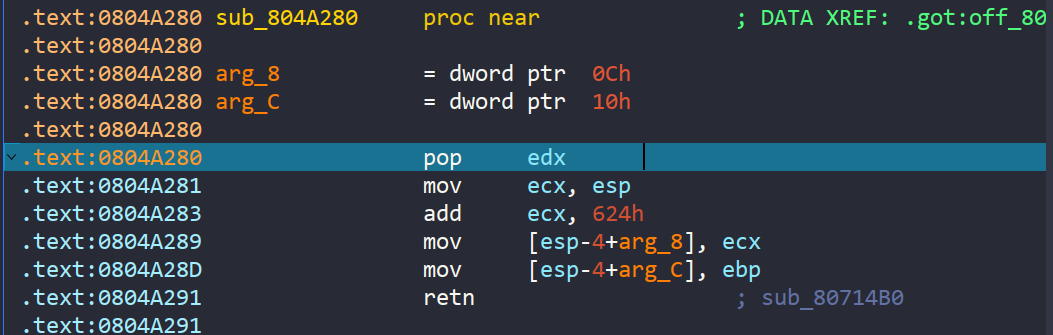 .text:0804A280 sub_804A280 proc near ; DATA XREF: .got:off_80
.text:0804A280
.text:0804A280 arg_8 = dword ptr 0Ch
.text:0804A280 arg_C = dword ptr 10h
.text:0804A280
.text:0804A280 pop edx
.text:0804A281 mov ecx, esp
.text:0804A283 add ecx, 624h
.text:0804A289 mov [esp-4+arg_8], ecx
.text:0804A28D mov [esp-4+arg_C], ebp
.text:0804A291 retn ; sub_80714B0
.text:0804A291